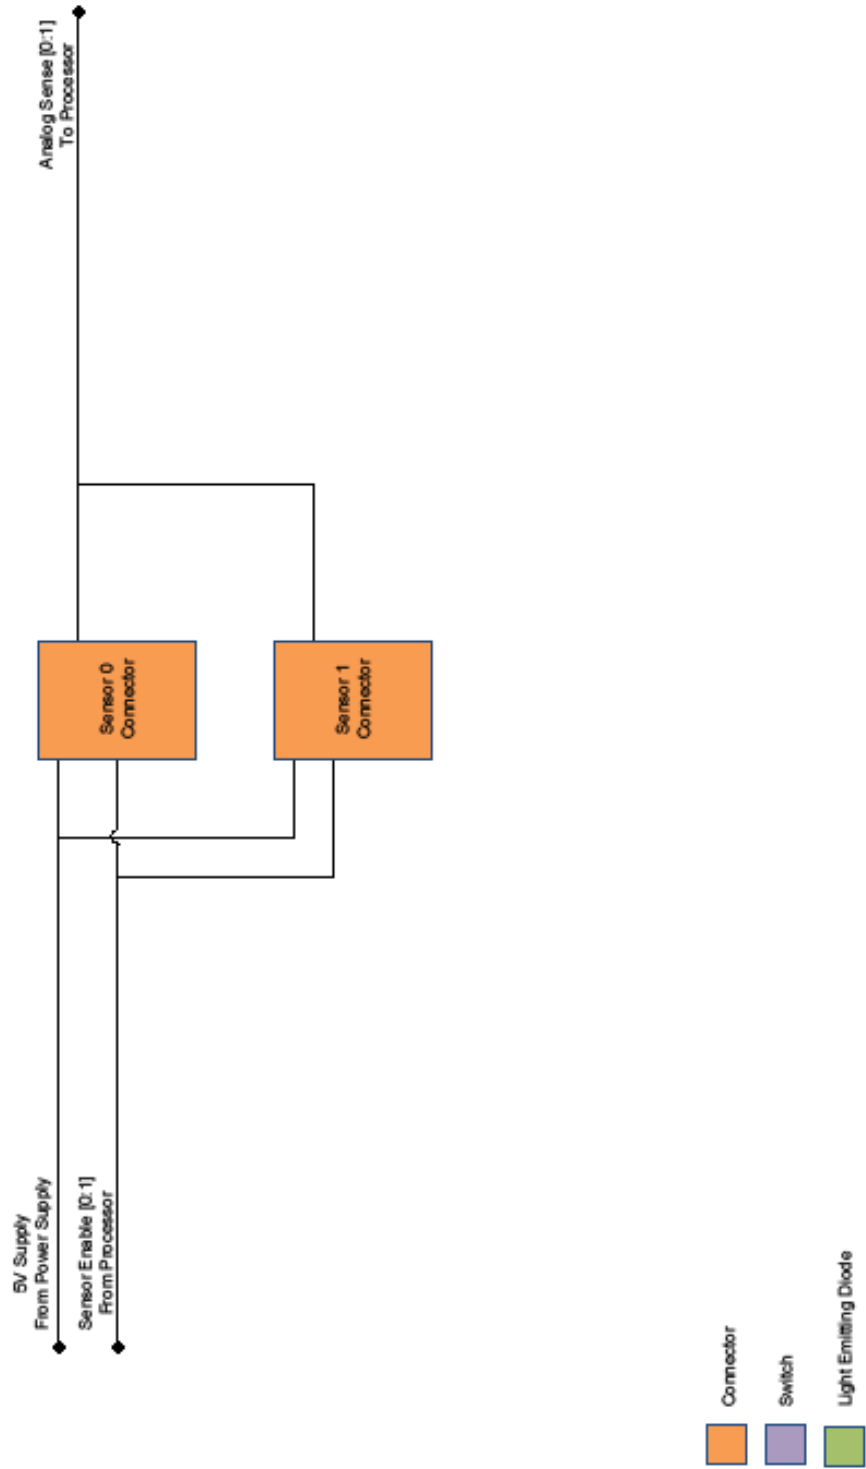 5V Supply
From Power Supply
Sensor Enable [0:1]
From Processor
Sensor 0
Connector
Sensor 1
Connector
Analog Sense [0:1]
To Processor
Connector
Switch
Light Emitting Diode